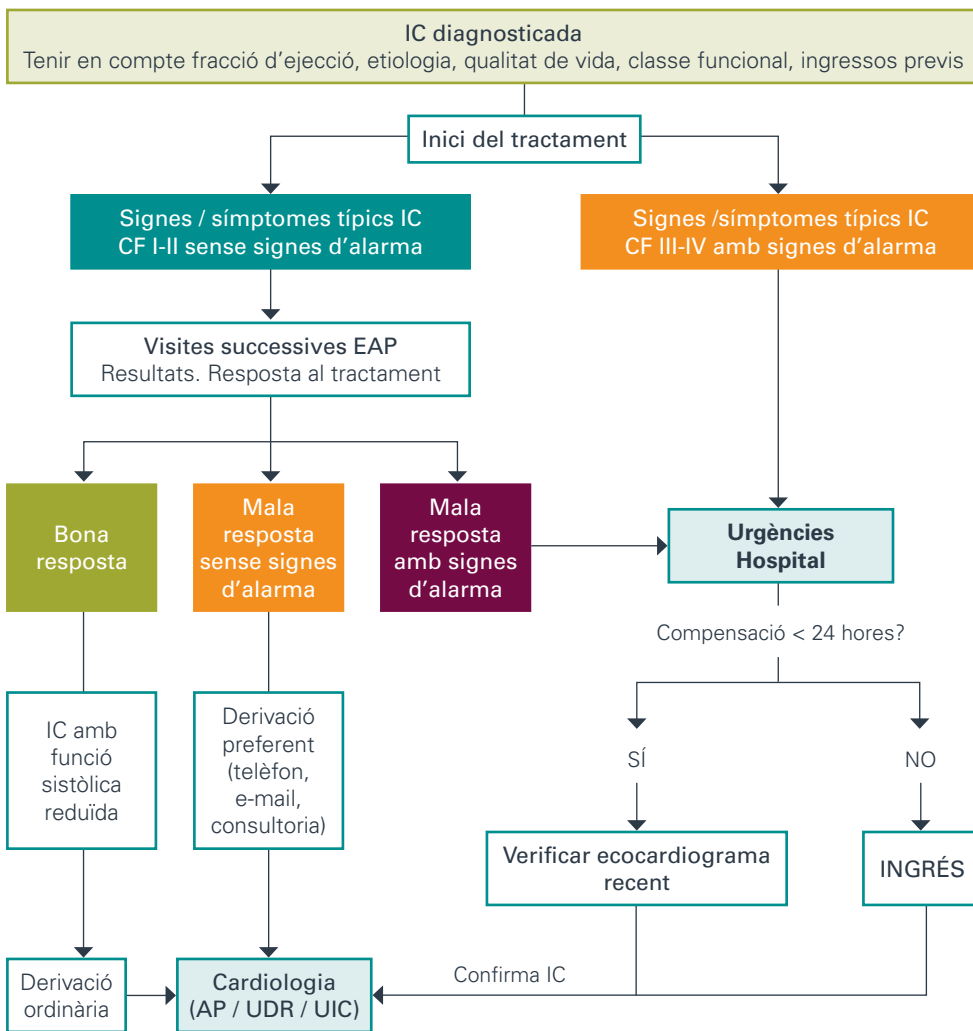 IC diagnosticada
Tenir en compte fracció d'ejecció, etiologia, qualitat de vida, classe funcional, ingressos previs
Inici del tractament
Signes / símptomes típics IC
CF I-II sense signes d'alarma
Signes /símptomes típics IC
CF III-IV amb signes d'alarma
Visites successives EAP
Resultats. Resposta al tractament
Bona
resposta
Mala
resposta
sense signes
d'alarma
Mala
resposta
amb signes
d'alarma
Urgències
Hospital
Compensació < 24 hores?
IC amb
funció
sistòlica
reduïda
Derivació
preferent
(telèfon,
e-mail,
consultoria)
SÍ
NO
Verificar ecocardiograma
recent
INGRÉS
Derivació
ordinària
Cardiologia
(AP / UDR / UIC)
Confirma IC